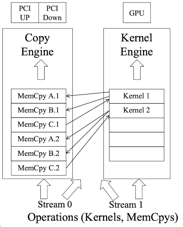 PCI UP
PCI Down
GPU
Copy Engine
Kernel Engine
MemCpy A.1
MemCpy B.1
MemCpy C.1
MemCpy A.2
MemCpy B.2
MemCpy C.2
Kernel 1
Kernel 2
Stream 0
Stream 1
Operations (Kernels, MemCpys)